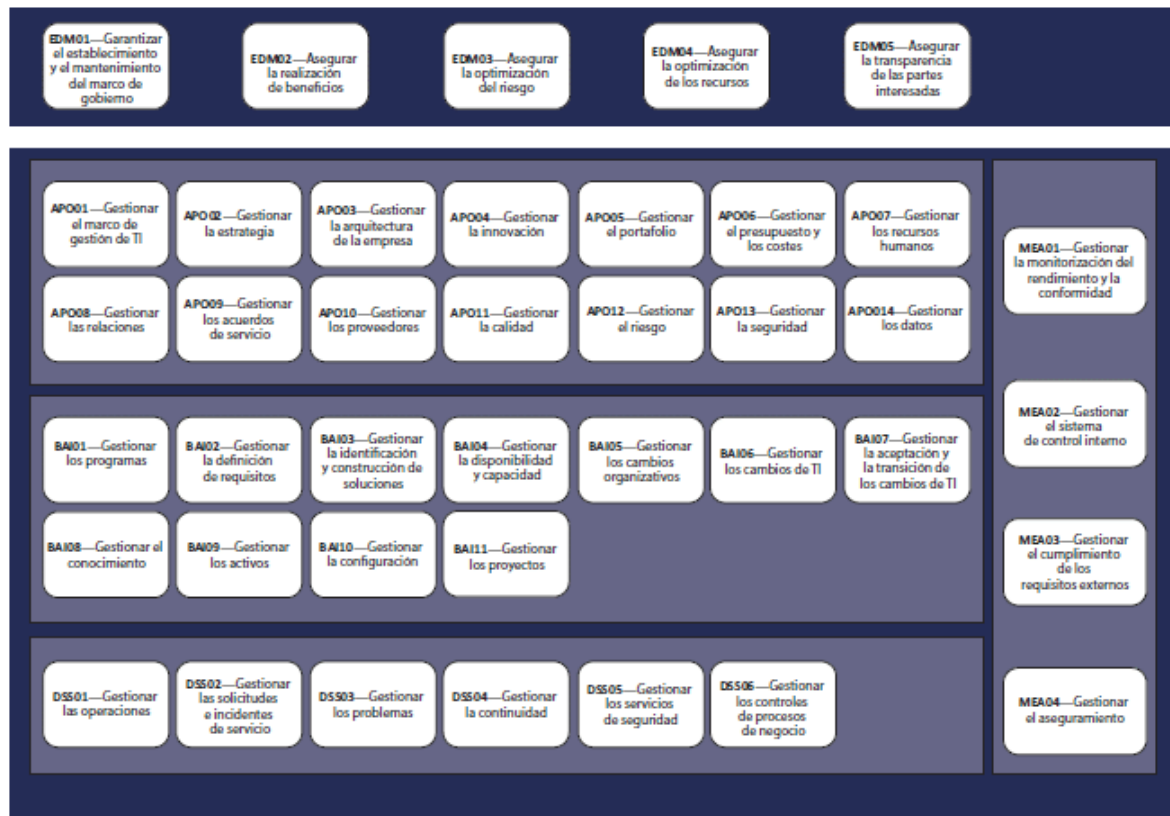 EDM01—Garantizar
el establecimiento
y el mantenimiento
del marco de
gobierno
EDM02—Asegurar
la realización
de beneficios
EDM03—Asegurar
la optimización
del riesgo
EDM04—Asegurar
la optimización
de los recursos
EDM05—Asegurar
la transparencia
de las partes
interesadas
APO01—Gestionar
el marco de
gestión de TI
APO02—Gestionar
la estrategia
APO03—Gestionar
la arquitectura
de la empresa
APO04—Gestionar
la innovación
APO05—Gestionar
el portafolio
APO06—Gestionar
el presupuesto y
los costes
APO07—Gestionar
los recursos
humanos
APO08—Gestionar
las relaciones
APO09—Gestionar
los acuerdos
de servicio
APO10—Gestionar
los proveedores
APO11—Gestionar
la calidad
APO12—Gestionar
el riesgo
APO13—Gestionar
la seguridad
APO014—Gestionar
los datos
BAI01—Gestionar
los programas
BAI02—Gestionar
la definición
de requisitos
BAI03—Gestionar
la identificación
y construcción de
soluciones
BAI04—Gestionar
la disponibilidad
y capacidad
BAI05—Gestionar
los cambios
organizativos
BAI06—Gestionar
los cambios de TI
BAI07—Gestionar
la aceptación y
la transición de
los cambios de TI
BAI08—Gestionar el
conocimiento
BAI09—Gestionar
los activos
BAI10—Gestionar
la configuración
BAI11—Gestionar
los proyectos
DSS01—Gestionar
las operaciones
DSS02—Gestionar
las solicitudes
e incidentes
de servicio
DSS03—Gestionar
los problemas
DSS04—Gestionar
la continuidad
DSS05—Gestionar
los servicios
de seguridad
DSS06—Gestionar
los controles
de procesos
de negocio
MEA01—Gestionar
la monitorización del
rendimiento y la
conformidad
MEA02—Gestionar
el sistema
de control interno
MEA03—Gestionar
el cumplimiento
de los
requisitos externos
MEA04—Gestionar
el aseguramiento